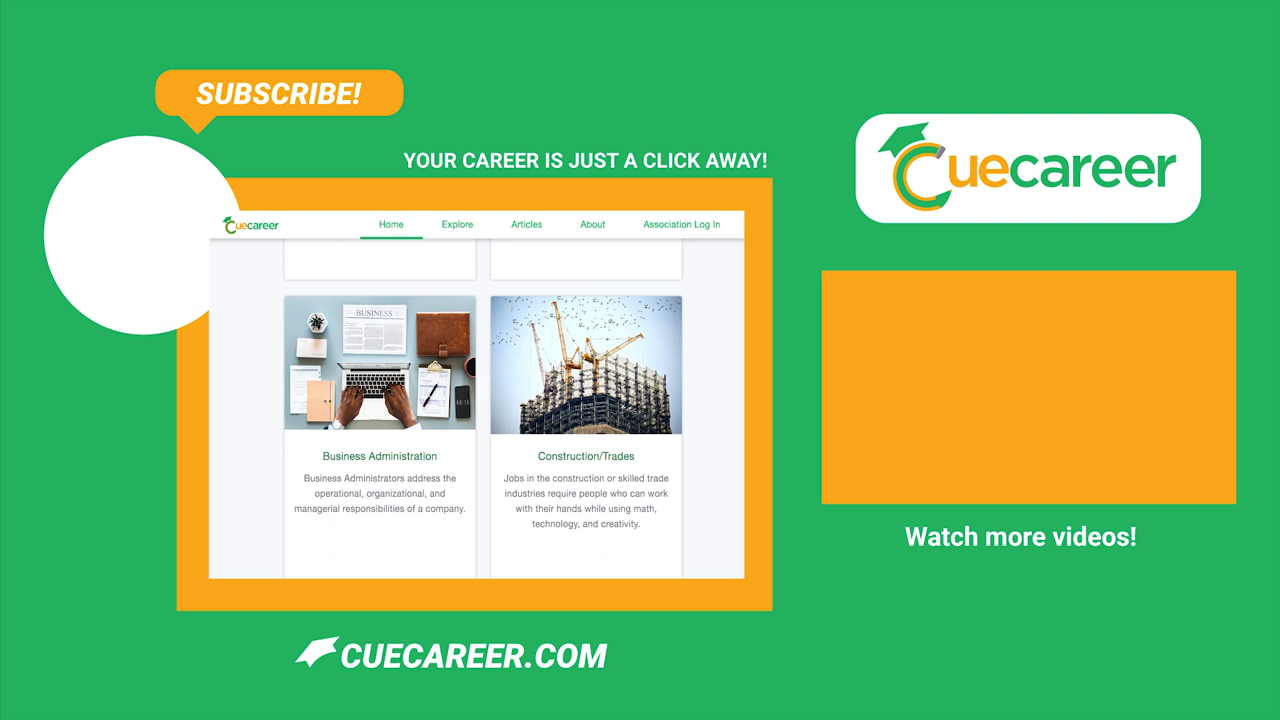 SUBSCRIBE!
YOUR CAREER IS JUST A CLICK AWAY!
Cuecareer
Cuecareer
Home
Explore
Articles
About
Association Log In
BUSINESS
Business Administration
Business Administrators address the
operational, organizational, and
managerial responsibilities of a company.
Construction/Trades
Jobs in the construction or skilled trade
industries require people who can work
with their hands while using math,
technology, and creativity.
Watch more videos!
CUECAREER.COM